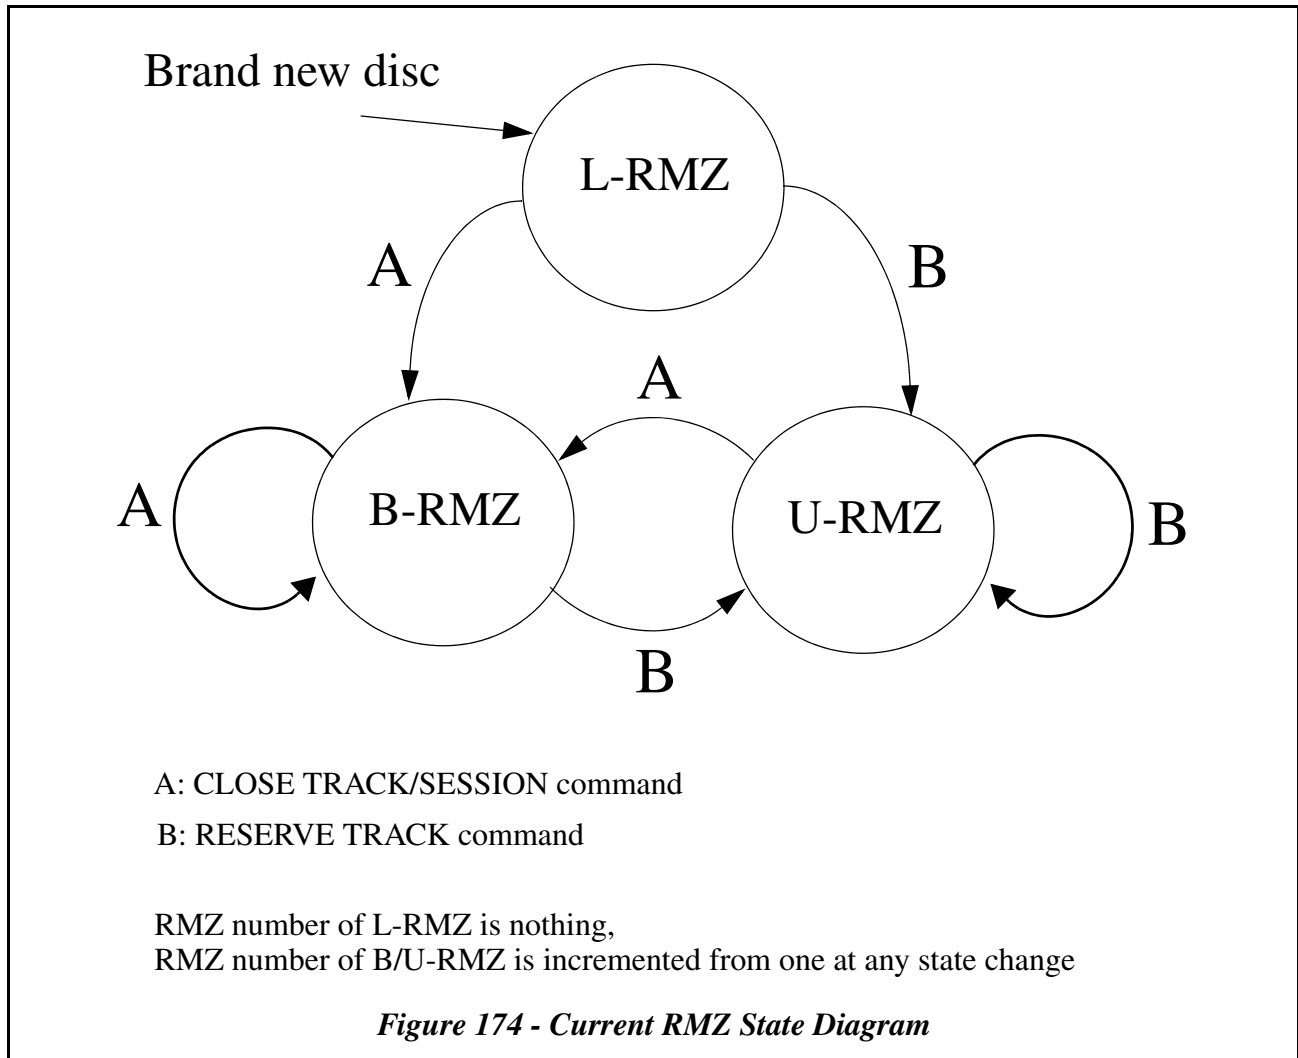 Brand new disc
L-RMZ
A
B
A
B-RMZ
U-RMZ
A
B
B
A: CLOSE TRACK/SESSION command
B: RESERVE TRACK command
RMZ number of L-RMZ is nothing,
RMZ number of B/U-RMZ is incremented from one at any state change
Figure 174 - Current RMZ State Diagram